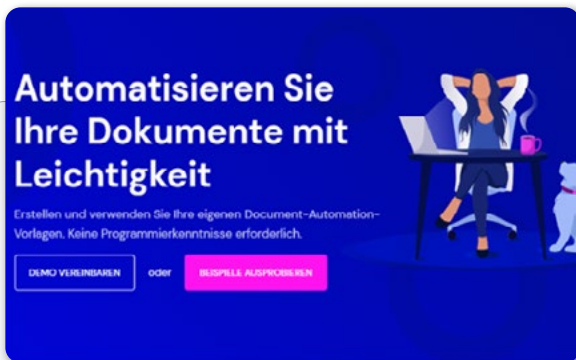 Automatisieren Sie
Ihre Dokumente mit
Leichtigkeit
Erstellen und verwenden Sie Ihre eigenen Document-Automation-
Vorlagen. Keine Programmierkenntnisse erforderlich.
DEMO VEREINBAREN oder BEISPIELE AUSPROBIEREN